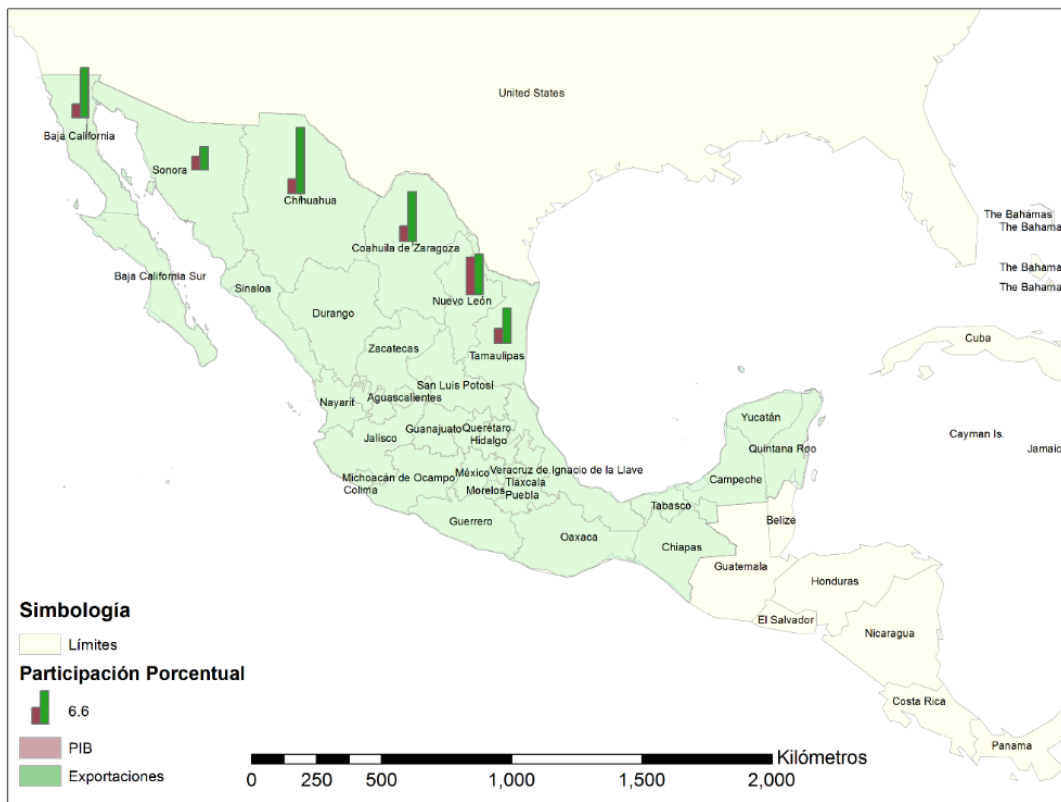 United States
Baja California
Sonora
Chihuahua
The Bahamas
The Bahama
Coahuila de Zaragoza
The Bahama
Baja California Sur
Sinaloa
The Bahama
Nuevo León
Durango
Cuba
Zacatecas
Tamaulipas
San Luis Potosí
Nayarit
Aguascalientes
Yucatán
Guanajuato
Querétaro
Cayman Is.
Jalisco
Hidalgo
Quintana Roo
Jamaic
Michoacán de Ocampo
México
Veracruz de Ignacio de la Llave
Campeche
Colima
Morelos
Tlaxcala
Puebla
Tabasco
Guerrero
Belize
Oaxaca
Chiapas
Guatemala
Honduras
El Salvador
Nicaragua
Costa Rica
Panama
Simbología
Límites
Participación Porcentual
6.6
PIB
Exportaciones
Kilómetros
0 250 500 1,000 1,500 2,000